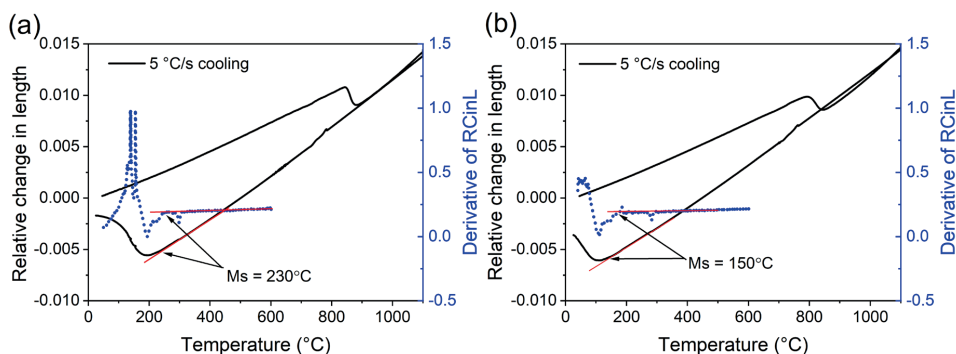 (a)
5 °C/s cooling
Ms = 230°C
0.015
0.010
0.005
0.000
-0.005
-0.010
Relative change in length
0
200
400
600
800
1000
Temperature (°C)
1.5
1.0
0.5
0.0
-0.5
Derivative of RCinL
(b)
5 °C/s cooling
Ms = 150°C
0.015
0.010
0.005
0.000
-0.005
-0.010
Relative change in length
0
200
400
600
800
1000
Temperature (°C)
1.5
1.0
0.5
0.0
-0.5
Derivative of RCinL